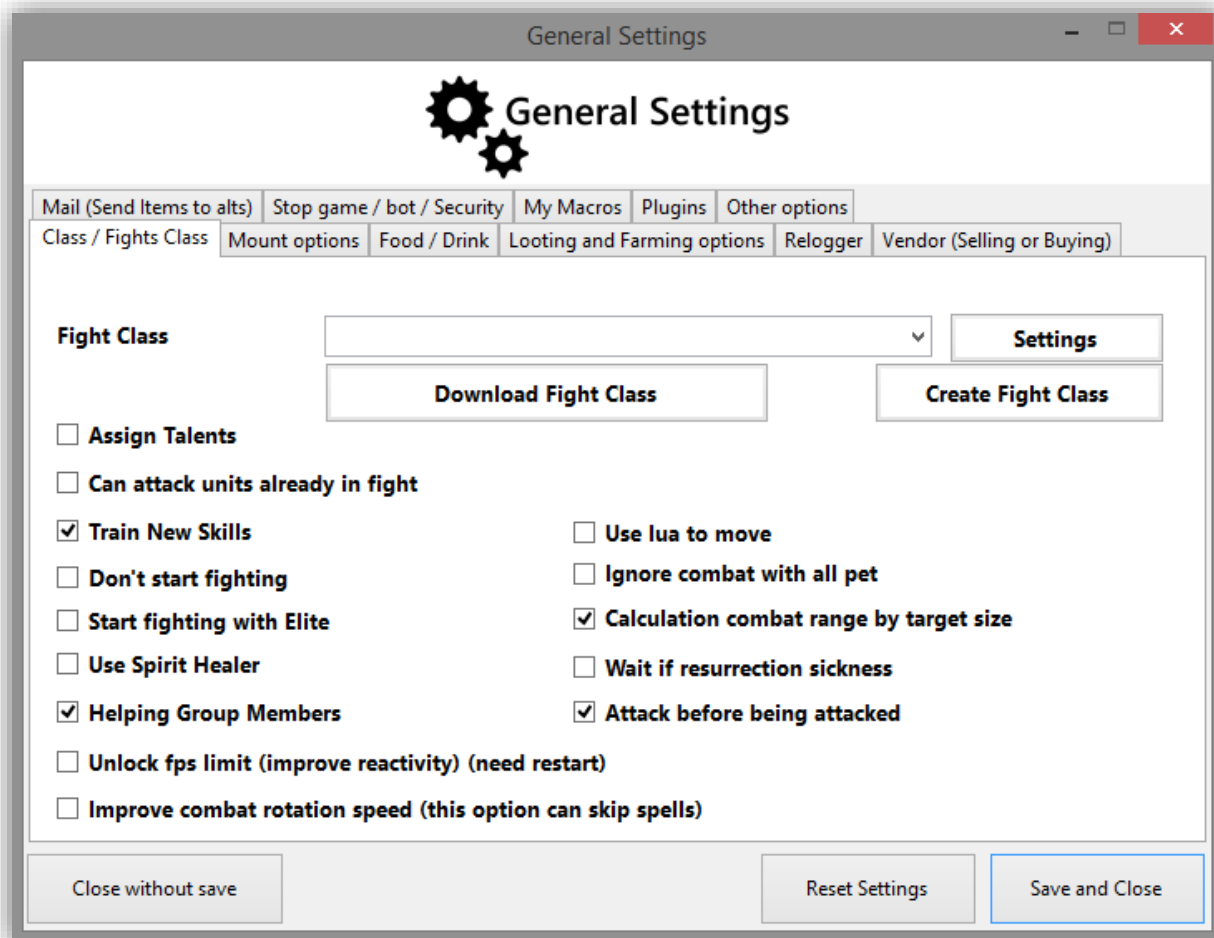 General Settings
General Settings
Mail (Send Items to alts) Stop game / bot / Security My Macros Plugins Other options
Class / Fights Class Mount options Food / Drink Looting and Farming options Relogger Vendor (Selling or Buying)
Fight Class Settings
Download Fight Class Create Fight Class
Assign Talents
Can attack units already in fight
Train New Skills Use lua to move
Don't start fighting Ignore combat with all pet
Start fighting with Elite Calculation combat range by target size
Use Spirit Healer Wait if resurrection sickness
Helping Group Members Attack before being attacked
Unlock fps limit (improve reactivity) (need restart)
Improve combat rotation speed (this option can skip spells)
Close without save Reset Settings Save and Close